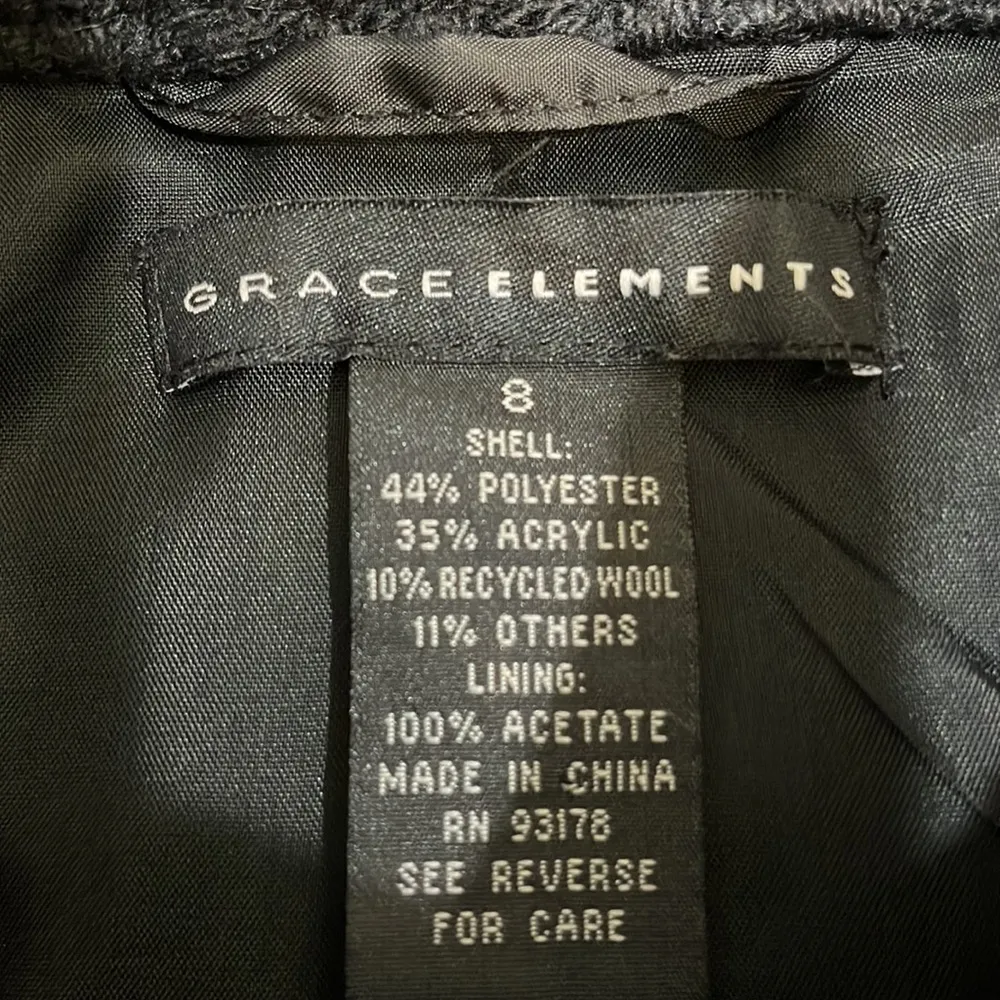 GRACE ELEMENTS
8
SHELL:
44% POLYESTER
35% ACRYLIC
10% RECYCLED WOOL
11% OTHERS
LINING:
100% ACETATE
MADE IN CHINA
RN 93178
SEE REVERSE
FOR CARE